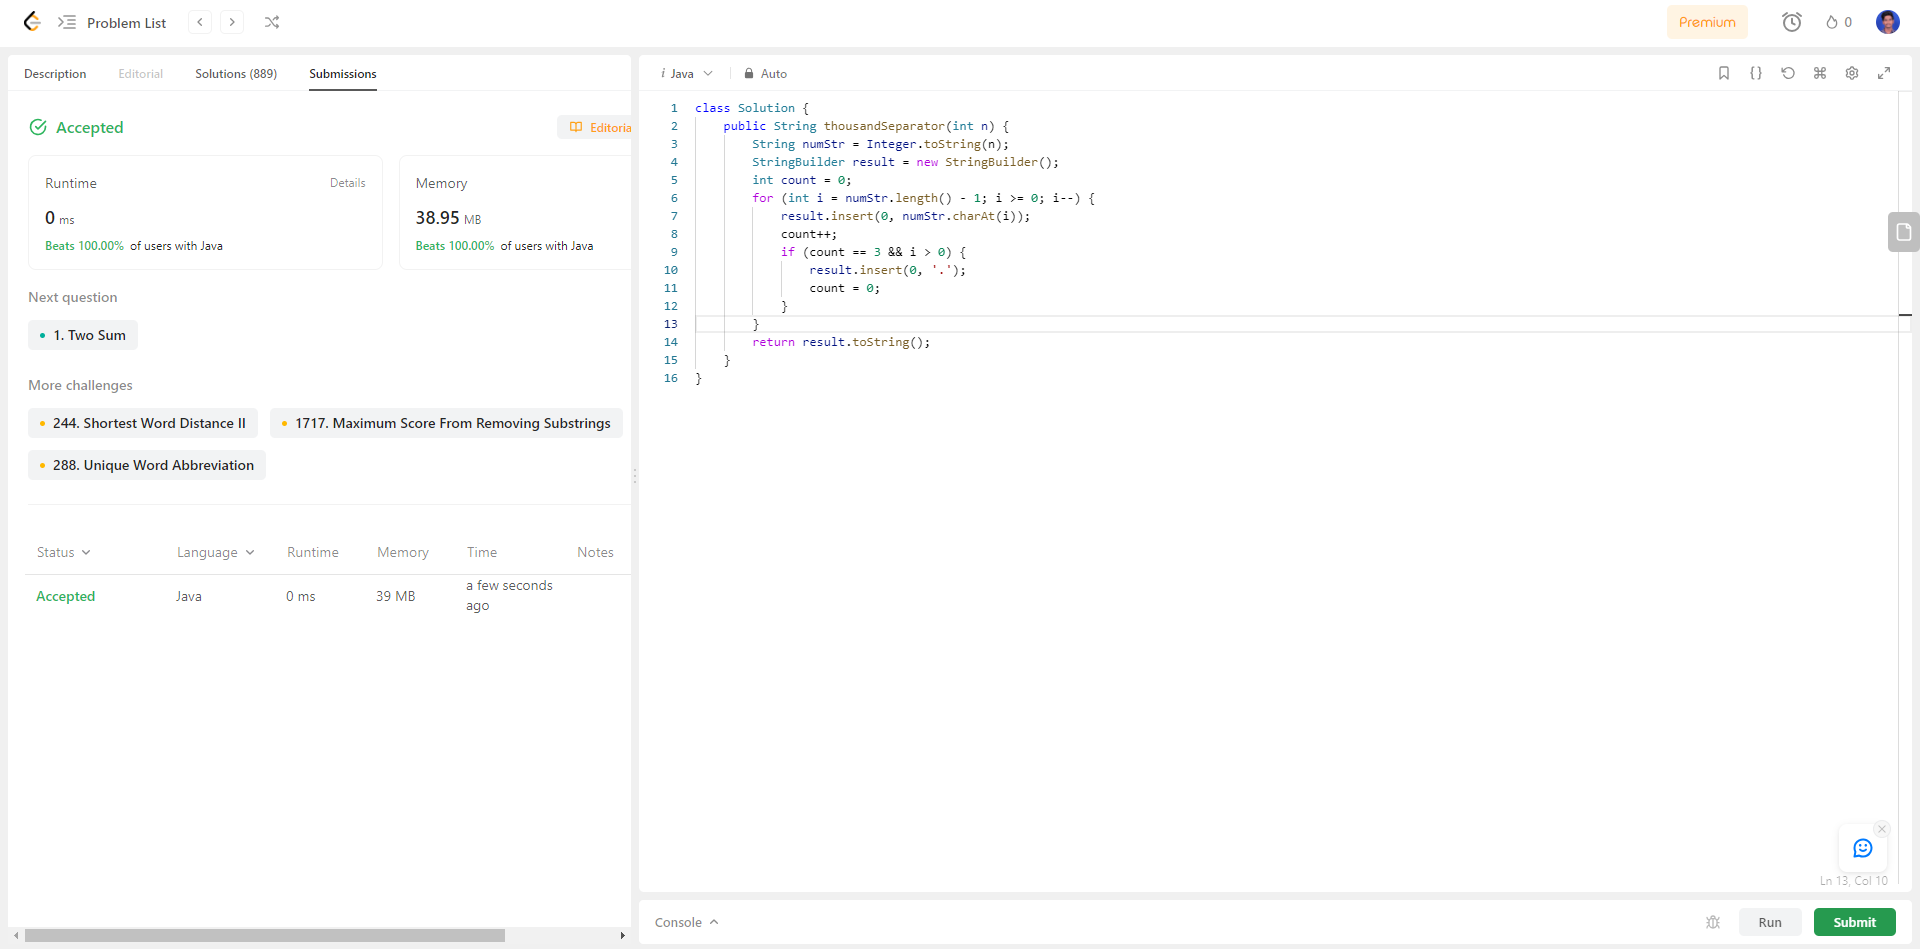 Problem List
Premium
0
Description
Editorial
Solutions (889)
Submissions
Accepted
Editoria
Runtime
Details
0 ms
Beats 100.00% of users with Java
Memory
38.95 MB
Beats 100.00% of users with Java
Next question
1. Two Sum
More challenges
244. Shortest Word Distance II
1717. Maximum Score From Removing Substrings
288. Unique Word Abbreviation
Status Language Runtime Memory Time Notes
Accepted Java 0 ms 39 MB a few seconds
ago
i Java
Auto
1 class Solution {
2 public String thousandSeparator(int n) {
3 String numStr = Integer.toString(n);
4 StringBuilder result = new StringBuilder();
5 int count = 0;
6 for (int i = numStr.length() - 1; i >= 0; i--) {
7 result.insert(0, numStr.charAt(i));
8 count++;
9 if (count == 3 && i > 0) {
10 result.insert(0, '.');
11 count = 0;
12 }
13 }
14 return result.toString();
15 }
16 }
Ln 13, Col 10
Console
Run
Submit